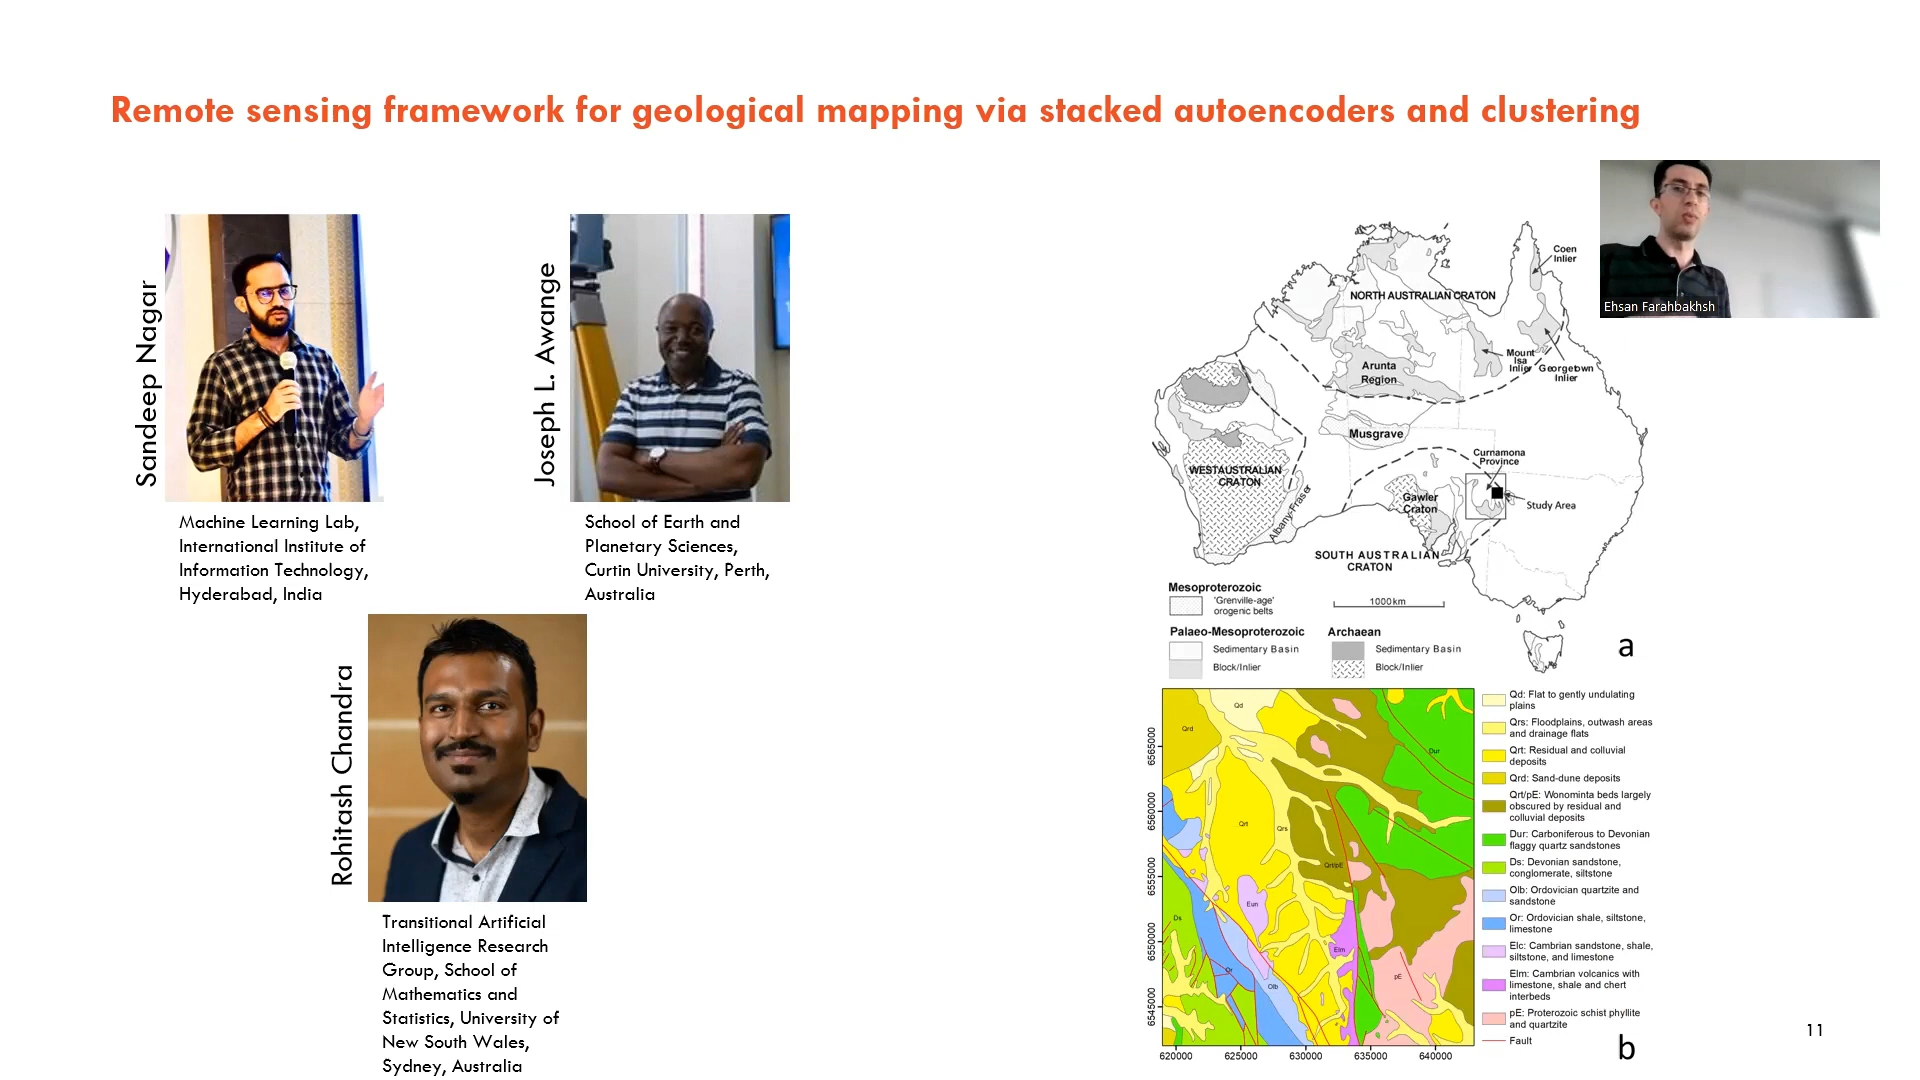 Remote sensing framework for geological mapping via stacked autoencoders and clustering
Sandeep Nagar
Machine Learning Lab,
International Institute of
Information Technology,
Hyderabad, India
Joseph L. Awange
School of Earth and
Planetary Sciences,
Curtin University, Perth,
Australia
Rohitash Chandra
Transitional Artificial
Intelligence Research
Group, School of
Mathematics and
Statistics, University of
New South Wales,
Sydney, Australia
Ehsan Farahbakhsh
Coen
Inlier
NORTH AUSTRALIAN CRATON
Mount
Isa
Inlier
Georgetown
Inlier
Arunta
Region
Musgrave
WEST AUSTRALIAN
CRATON
Albany-Fraser
Curnamona
Province
Gawler
Craton
Study Area
SOUTH AUSTRALIAN
CRATON
1000km
Mesoproterozoic
'Grenville-age'
orogenic belts
Palaeo-Mesoproterozoic
Sedimentary Basin
Block/Inlier
Archaean
Sedimentary Basin
Block/Inlier
a
Qd
Qrd
Dur
Qrt
Qrs
Qrt/pE
Eun
Ds
Elm
Or
Olb
pE
6565000
6560000
6555000
6550000
6545000
620000
625000
630000
635000
640000
Qd: Flat to gently undulating
plains
Qrs: Floodplains, outwash areas
and drainage flats
Qrt: Residual and colluvial
deposits
Qrd: Sand-dune deposits
Qrt/pE: Wonominta beds largely
obscured by residual and
colluvial deposits
Dur: Carboniferous to Devonian
flaggy quartz sandstones
Ds: Devonian sandstone,
conglomerate, siltstone
Olb: Ordovician quartzite and
sandstone
Or: Ordovician shale, siltstone,
limestone
Elc: Cambrian sandstone, shale,
siltstone, and limestone
Elm: Cambrian volcanics with
limestone, shale and chert
interbeds
pE: Proterozoic schist phyllite
and quartzite
Fault
b
11